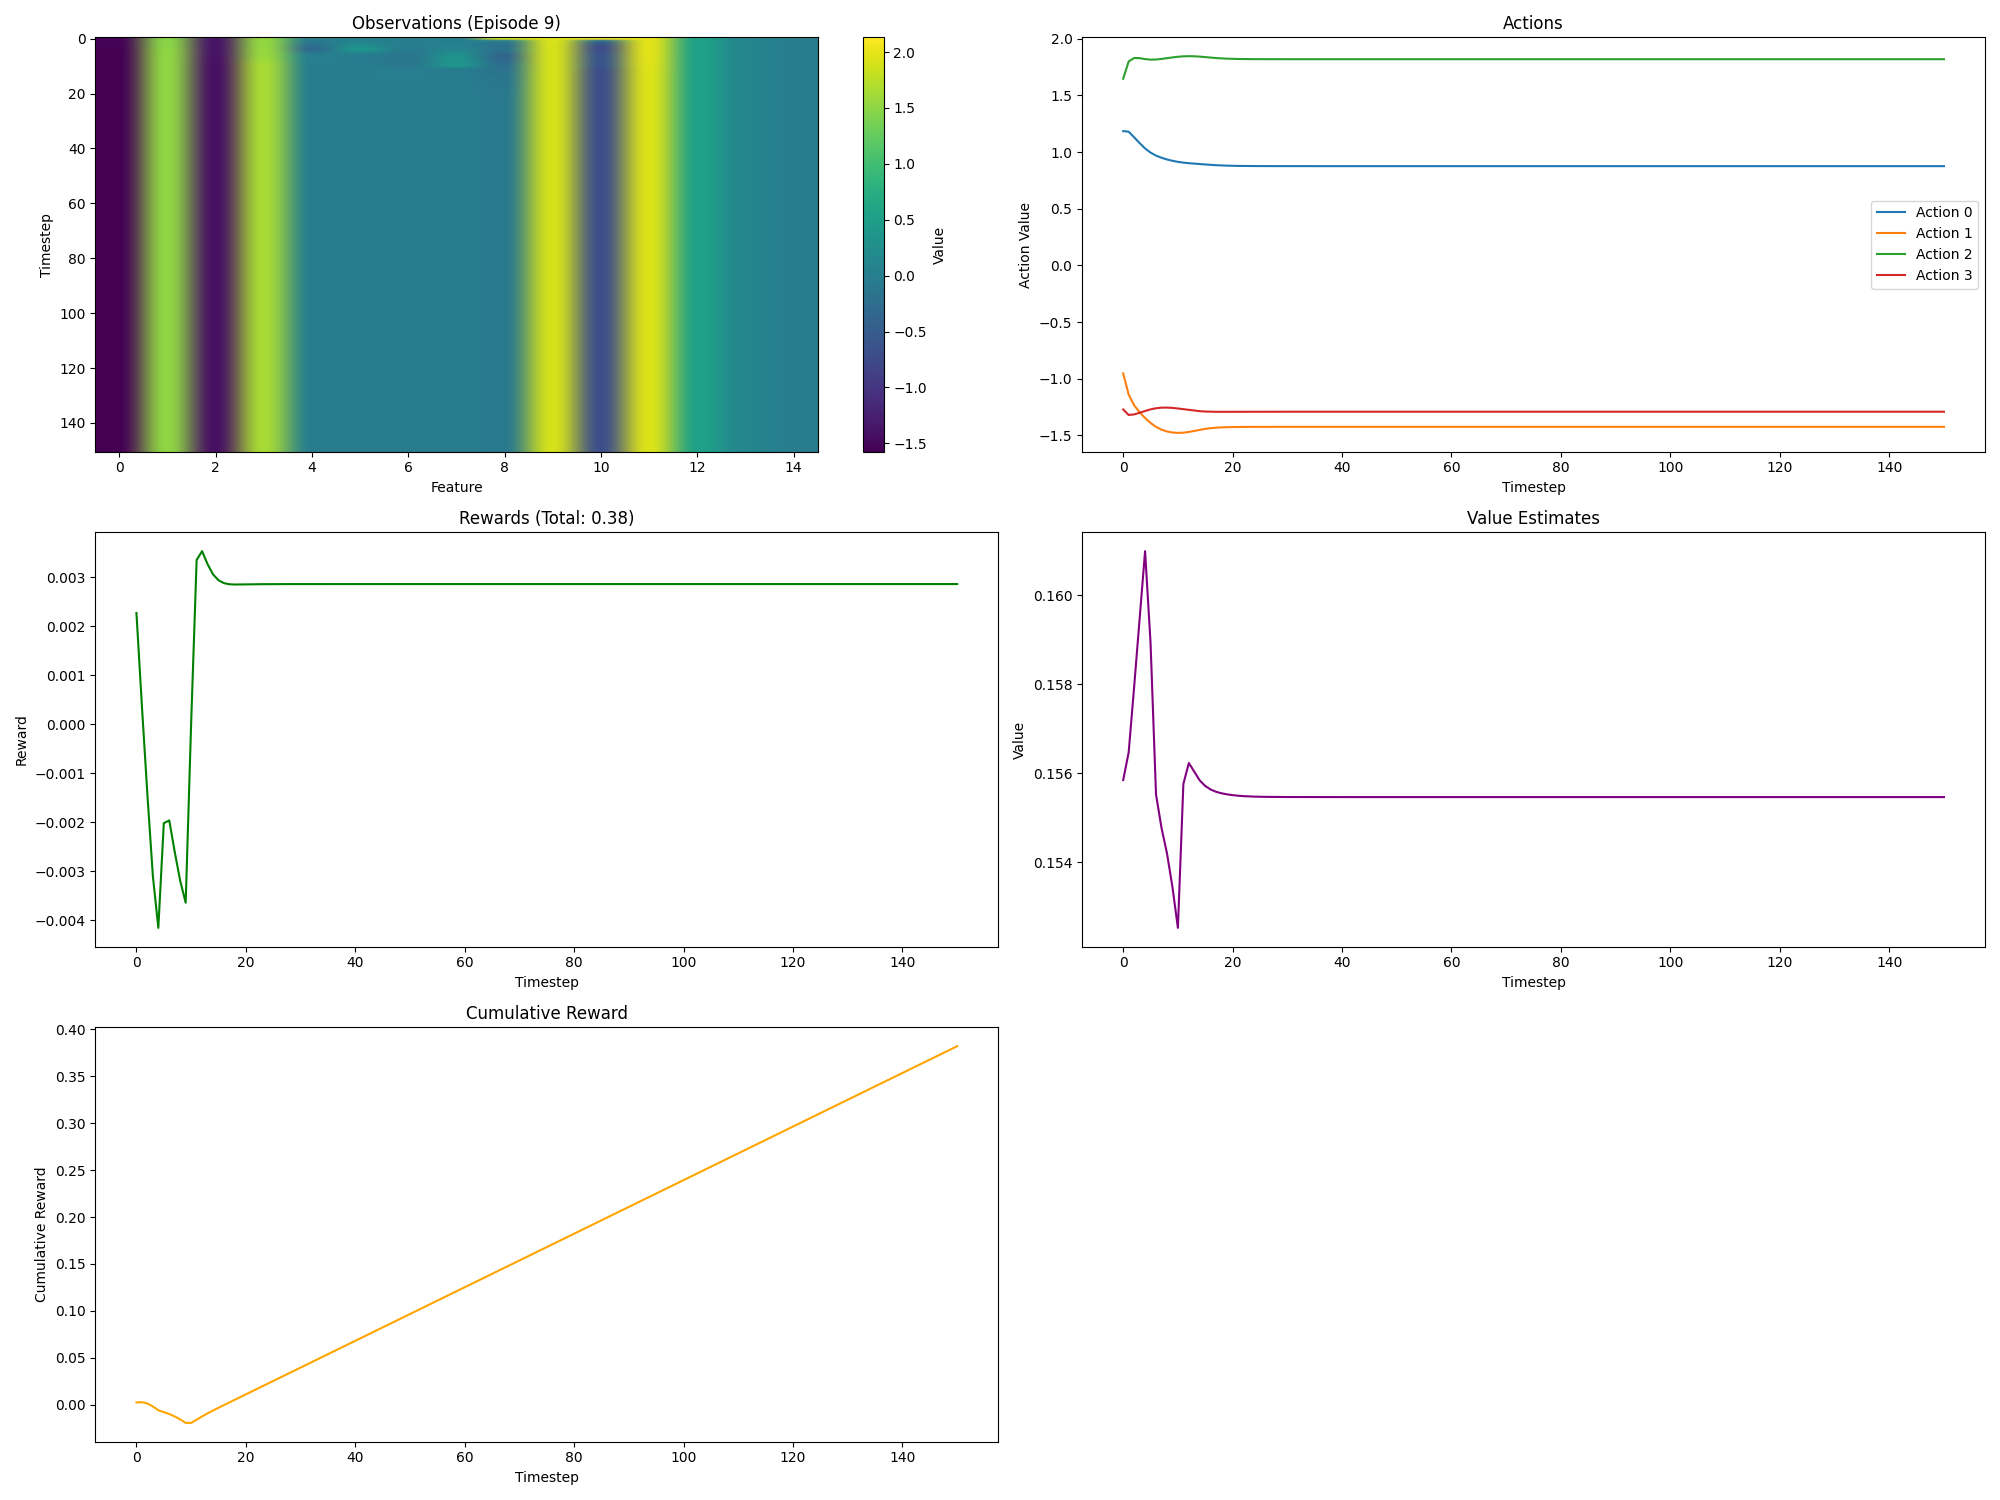 Observations (Episode 9)
0
20
40
60
80
100
120
140
Timestep
0 2 4 6 8 10 12 14
Feature
2.0
1.5
1.0
0.5
0.0
−0.5
−1.0
−1.5
Value
Actions
2.0
1.5
1.0
0.5
0.0
−0.5
−1.0
−1.5
Action Value
Action 0
Action 1
Action 2
Action 3
0 20 40 60 80 100 120 140
Timestep
Rewards (Total: 0.38)
0.003
0.002
0.001
0.000
−0.001
−0.002
−0.003
−0.004
Reward
0 20 40 60 80 100 120 140
Timestep
Value Estimates
0.160
0.158
0.156
0.154
Value
0 20 40 60 80 100 120 140
Timestep
Cumulative Reward
0.40
0.35
0.30
0.25
0.20
0.15
0.10
0.05
0.00
Cumulative Reward
0 20 40 60 80 100 120 140
Timestep